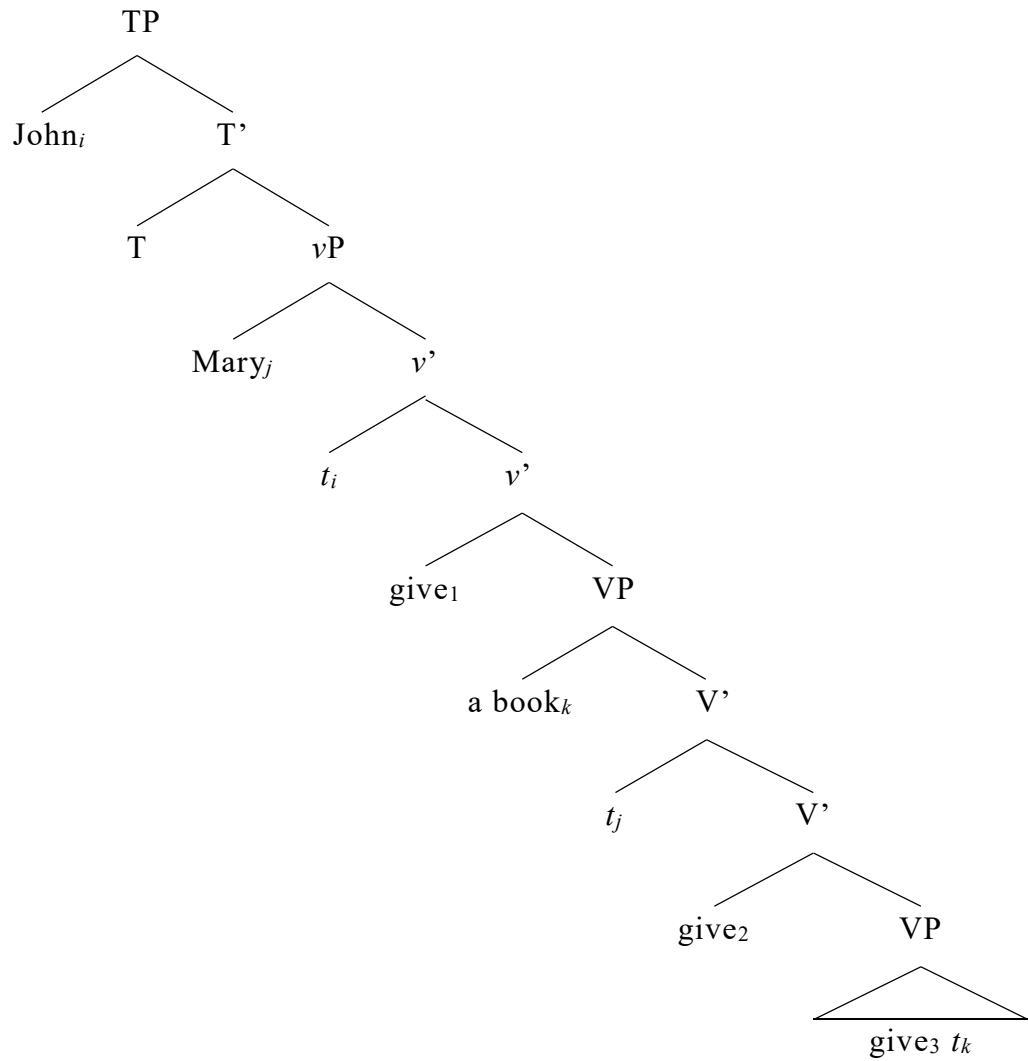 TP
Johnᵢ T’
T vP
Maryⱼ v’
tᵢ v’
give₁ VP
a bookₖ V’
tⱼ V’
give₂ VP
give₃ tₖ